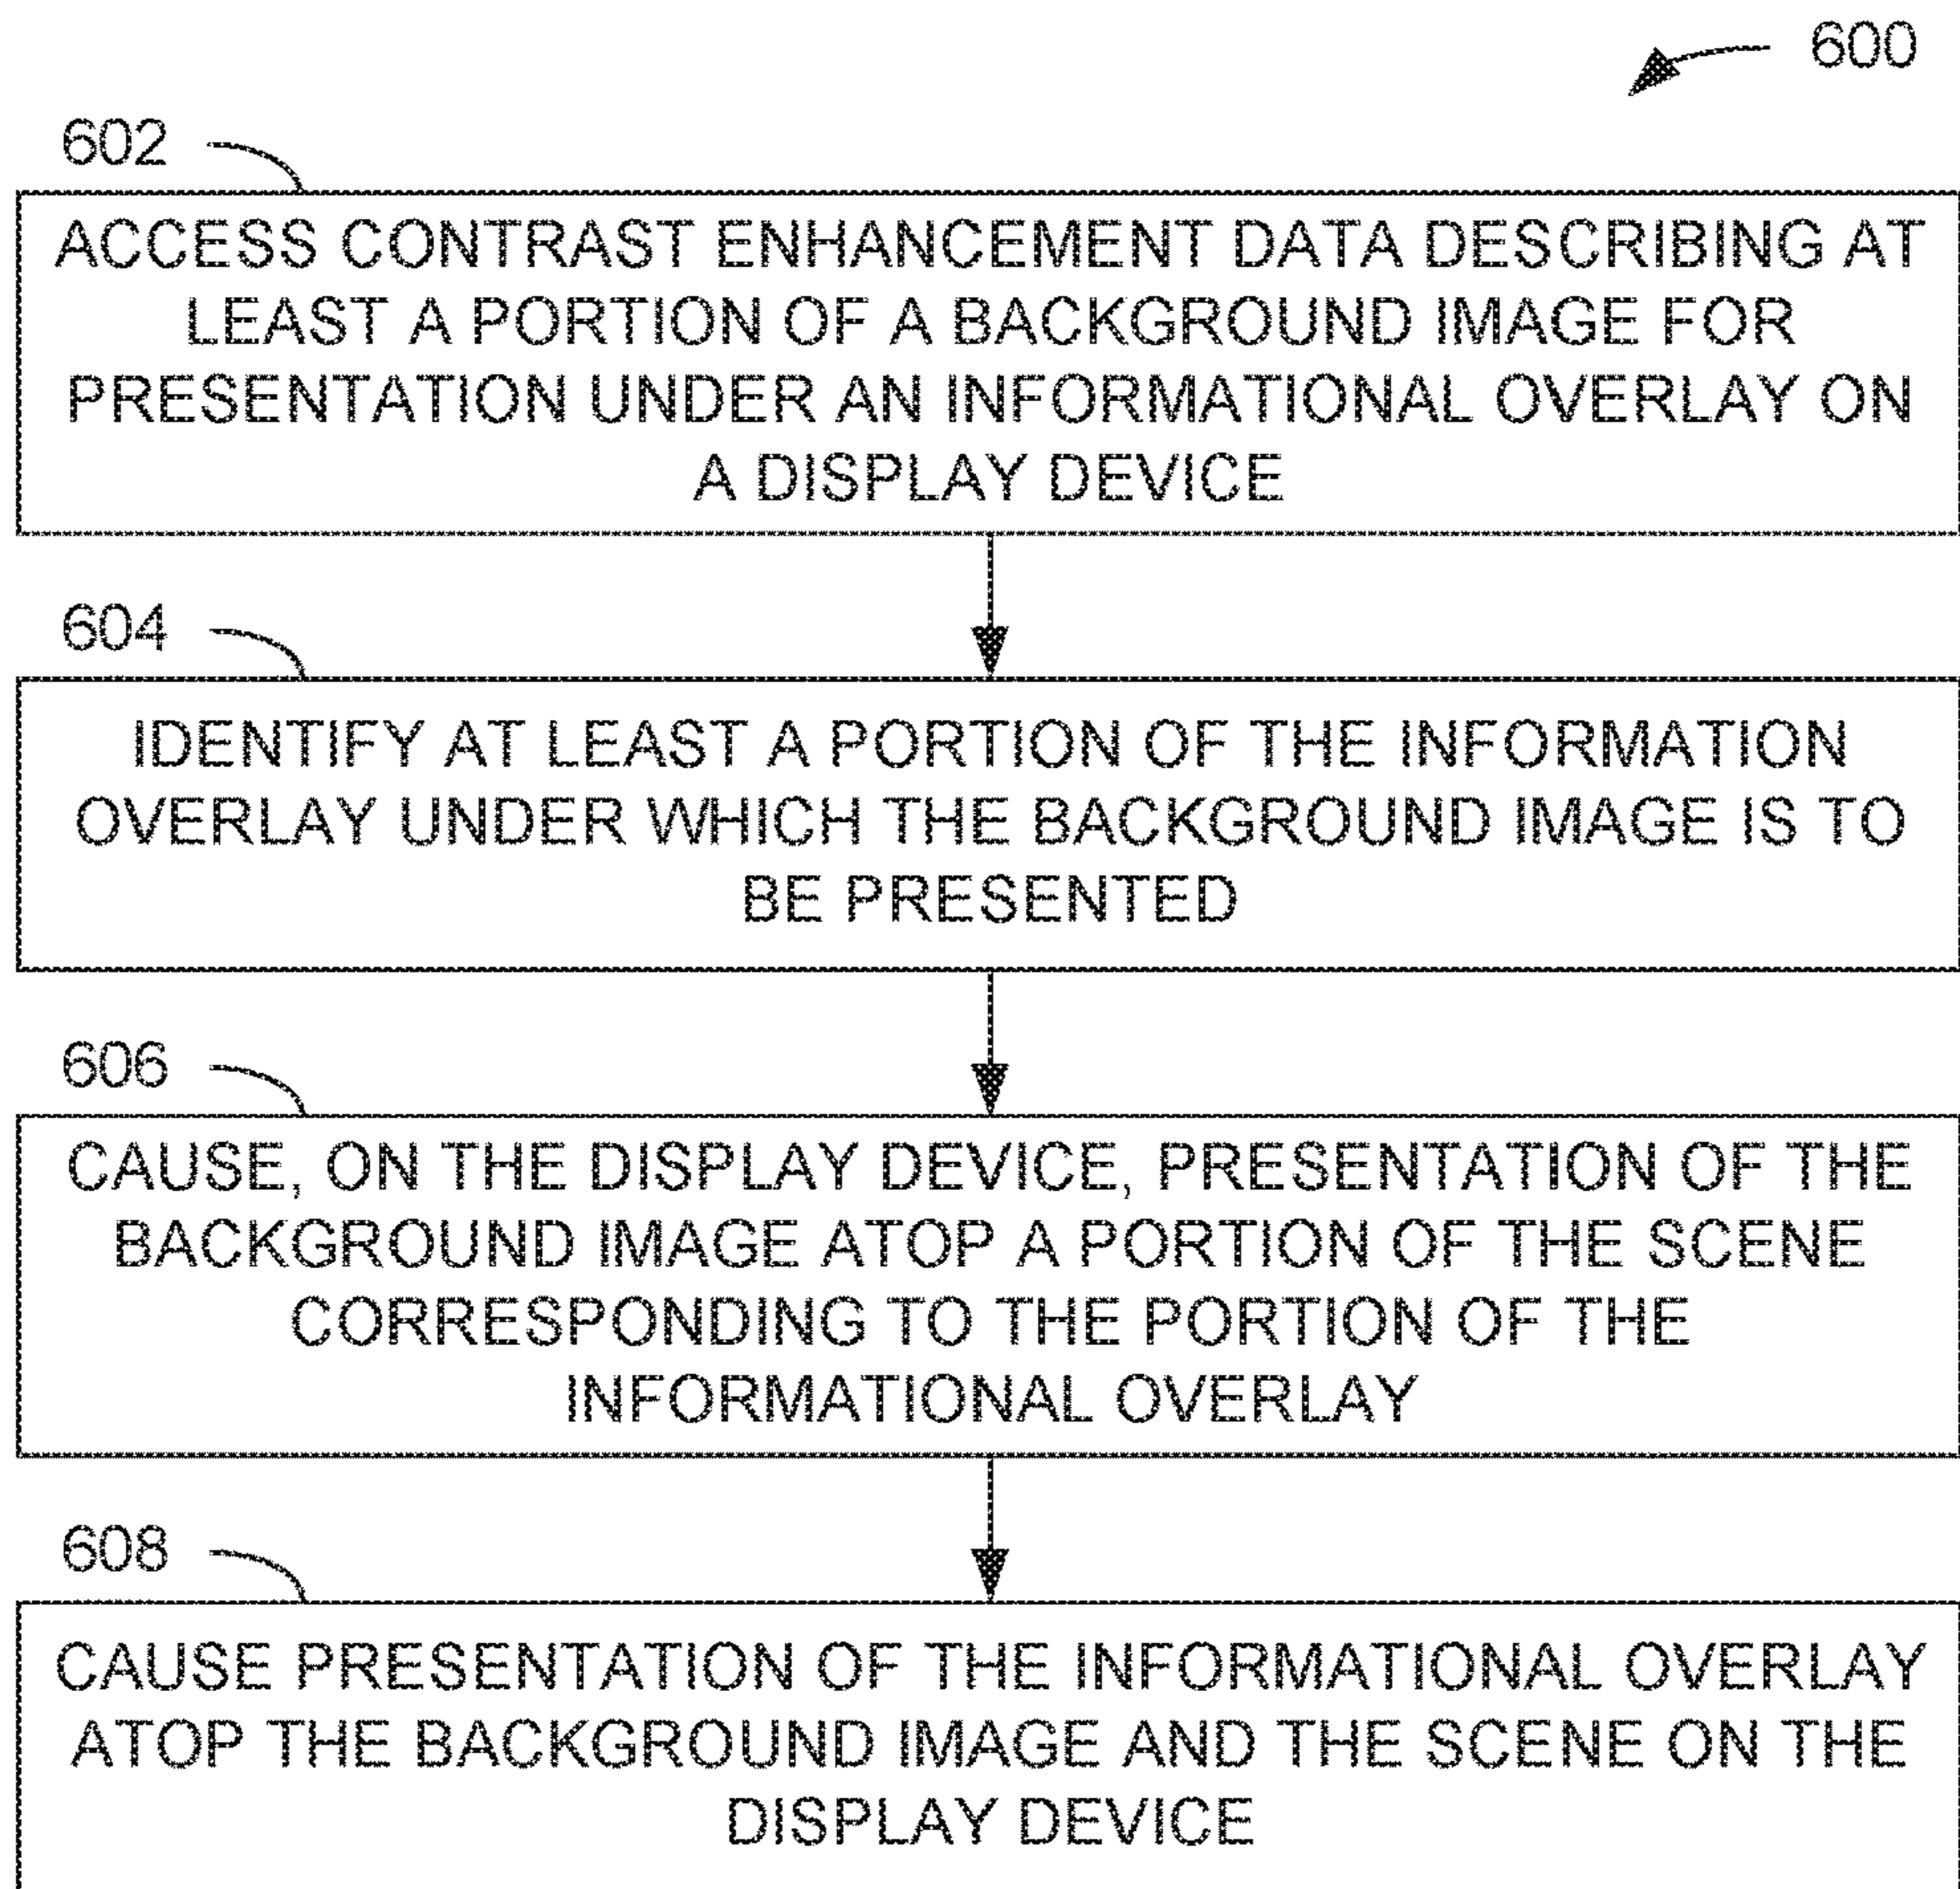 600
602
ACCESS CONTRAST ENHANCEMENT DATA DESCRIBING AT
LEAST A PORTION OF A BACKGROUND IMAGE FOR
PRESENTATION UNDER AN INFORMATIONAL OVERLAY ON
A DISPLAY DEVICE
604
IDENTIFY AT LEAST A PORTION OF THE INFORMATION
OVERLAY UNDER WHICH THE BACKGROUND IMAGE IS TO
BE PRESENTED
606
CAUSE, ON THE DISPLAY DEVICE, PRESENTATION OF THE
BACKGROUND IMAGE ATOP A PORTION OF THE SCENE
CORRESPONDING TO THE PORTION OF THE
INFORMATIONAL OVERLAY
608
CAUSE PRESENTATION OF THE INFORMATIONAL OVERLAY
ATOP THE BACKGROUND IMAGE AND THE SCENE ON THE
DISPLAY DEVICE